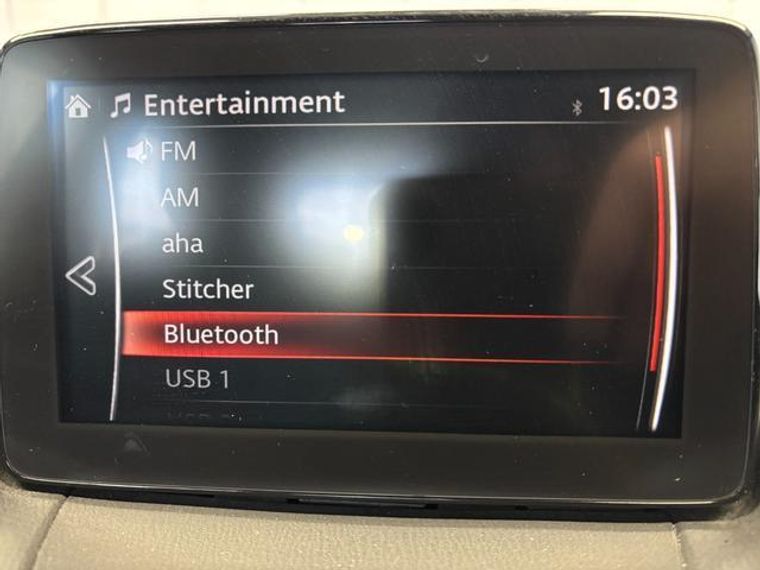 Entertainment
16:03
FM
AM
aha
Stitcher
Bluetooth
USB 1